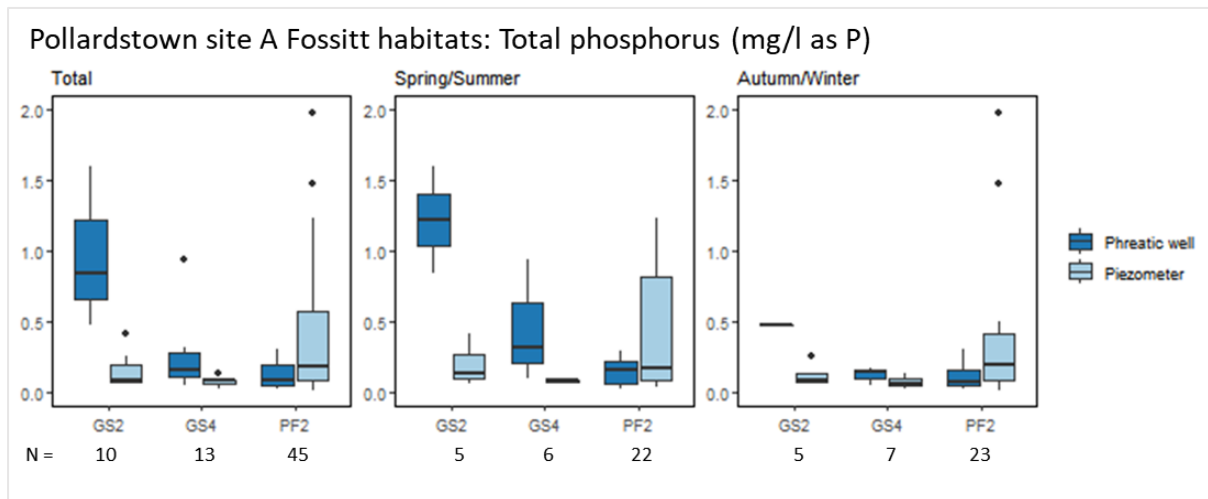 Pollardstown site A Fossitt habitats: Total phosphorus (mg/l as P)
Total
Spring/Summer
Autumn/Winter
2.0
2.0
2.0
1.5
1.5
1.5
1.0
1.0
1.0
0.5
0.5
0.5
0.0
0.0
0.0
Phreatic well
Piezometer
GS2 GS4 PF2
GS2 GS4 PF2
GS2 GS4 PF2
N = 10 13 45 5 6 22 5 7 23